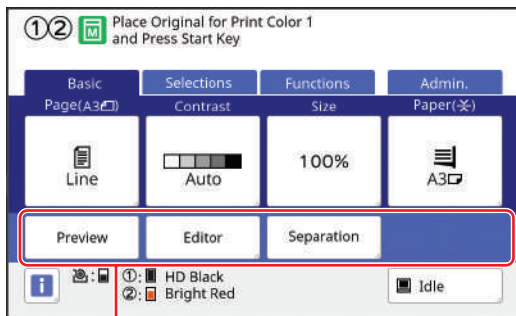 ①② M Place Original for Print Color 1
and Press Start Key
Basic Selections Functions Admin.
Page(A3) Contrast Size Paper()
Line Auto 100% A3
Preview Editor Separation
i : ①: HD Black
②: Bright Red
Idle